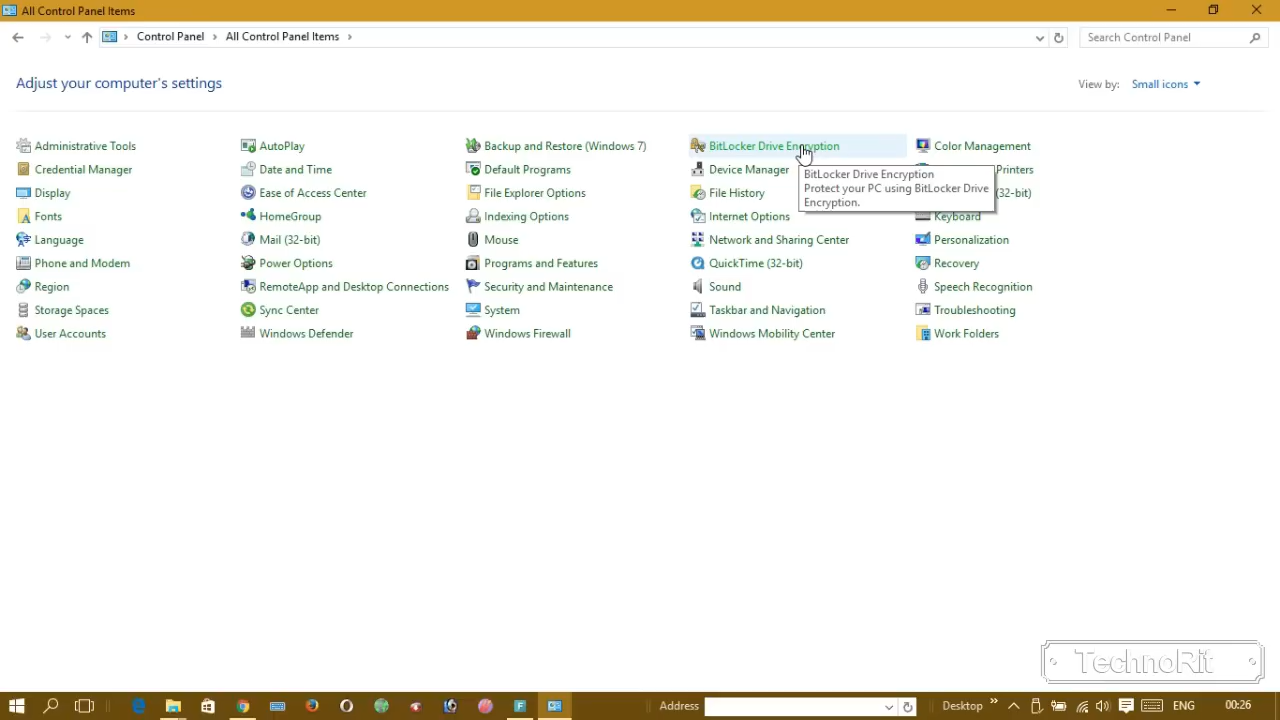 All Control Panel Items
Control Panel > All Control Panel Items >
Search Control Panel
Adjust your computer's settings
View by: Small icons
Administrative Tools
AutoPlay
Backup and Restore (Windows 7)
BitLocker Drive Encryption
Color Management
Credential Manager
Date and Time
Default Programs
Device Manager
Printers
Display
Ease of Access Center
File Explorer Options
File History
(32-bit)
BitLocker Drive Encryption
Protect your PC using BitLocker Drive
Encryption.
Fonts
HomeGroup
Indexing Options
Internet Options
Keyboard
Language
Mail (32-bit)
Mouse
Network and Sharing Center
Personalization
Phone and Modem
Power Options
Programs and Features
QuickTime (32-bit)
Recovery
Region
RemoteApp and Desktop Connections
Security and Maintenance
Sound
Speech Recognition
Storage Spaces
Sync Center
System
Taskbar and Navigation
Troubleshooting
User Accounts
Windows Defender
Windows Firewall
Windows Mobility Center
Work Folders
TechnoRit
Address
Desktop
ENG
00:26